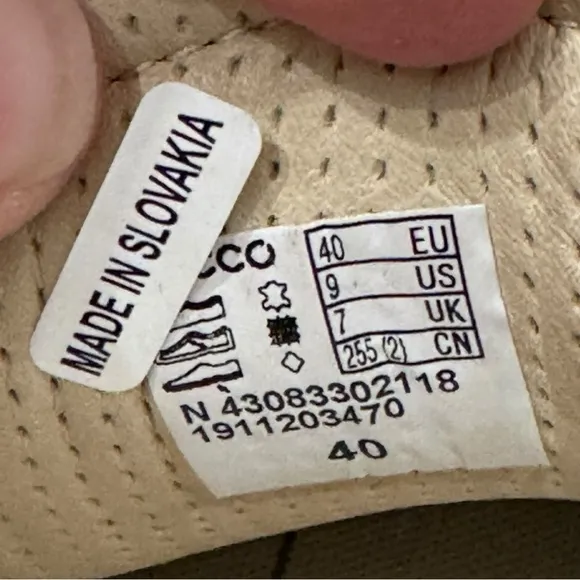 MADE IN SLOVAKIA
CCO
40 EU
9 US
7 UK
255 (2) CN
N 43083302118
1911203470
40